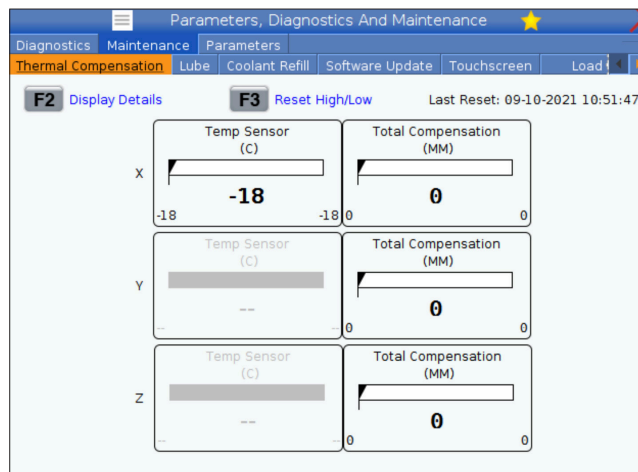 Parameters, Diagnostics And Maintenance
Diagnostics Maintenance Parameters
Thermal Compensation Lube Coolant Refill Software Update Touchscreen Load
F2 Display Details F3 Reset High/Low Last Reset: 09-10-2021 10:51:47
Temp Sensor Total Compensation
(C) (MM)
X
-18 0
-18 -18 0 0
Temp Sensor Total Compensation
(C) (MM)
Y
-- 0
-- -- 0 0
Temp Sensor Total Compensation
(C) (MM)
Z
-- 0
-- -- 0 0